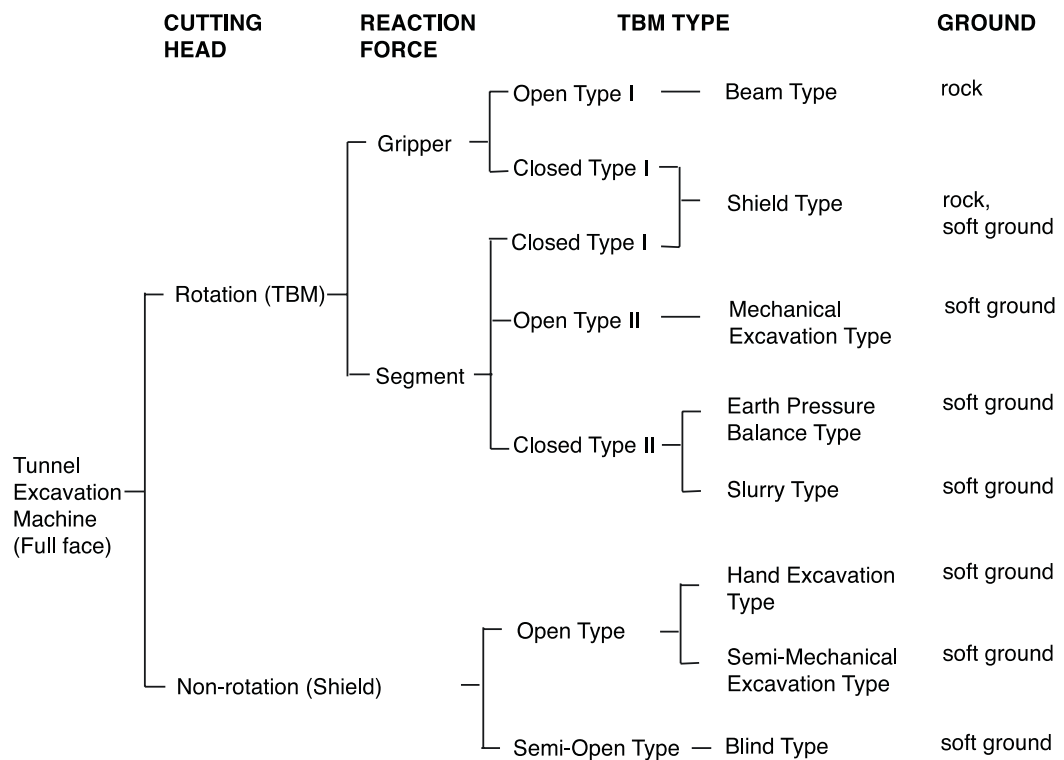 CUTTING
HEAD
REACTION
FORCE
TBM TYPE
GROUND
Open Type I
Beam Type
rock
Gripper
Closed Type I
Shield Type
rock,
soft ground
Closed Type I
Rotation (TBM)
Open Type II
Mechanical
Excavation Type
soft ground
Segment
Earth Pressure
Balance Type
soft ground
Closed Type II
Slurry Type
soft ground
Tunnel
Excavation
Machine
(Full face)
Hand Excavation
Type
soft ground
Open Type
Semi-Mechanical
Excavation Type
soft ground
Non-rotation (Shield)
Semi-Open Type
Blind Type
soft ground